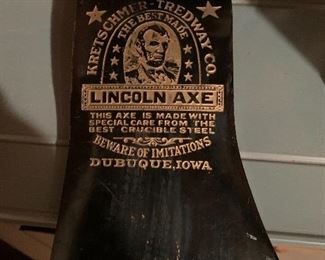 KRETSCHMER-TREDWAY CO.
THE BEST MADE
LINCOLN AXE
THIS AXE IS MADE WITH
SPECIAL CARE FROM THE
BEST CRUCIBLE STEEL
BEWARE OF IMITATIONS
DUBUQUE, IOWA